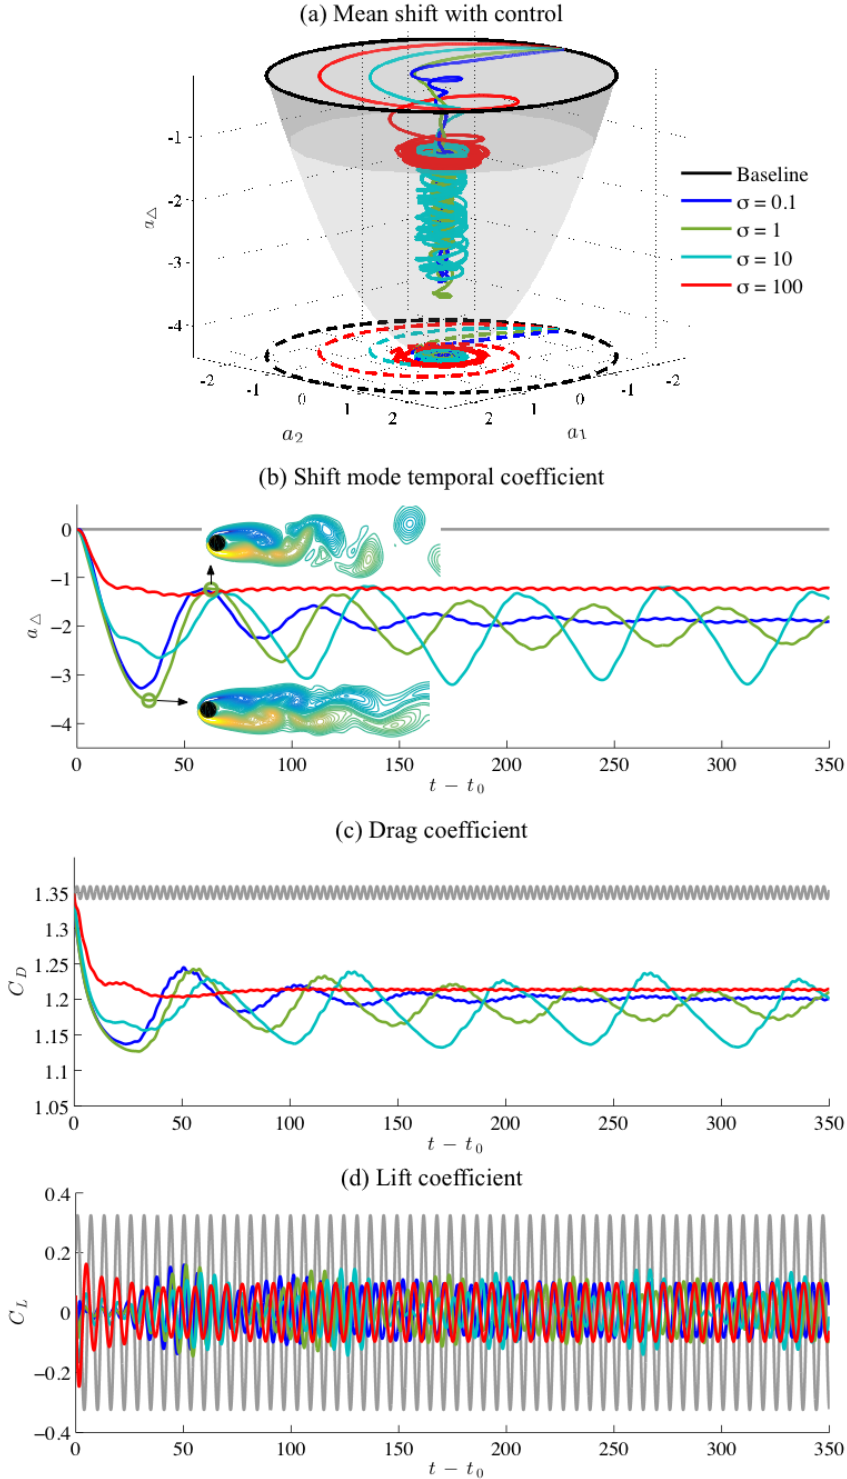 (a) Mean shift with control
-1
-2
-3
-4
a△
-2
-1
0
1
2
a₂
2
1
0
-1
-2
a₁
Baseline
σ = 0.1
σ = 1
σ = 10
σ = 100
(b) Shift mode temporal coefficient
0
−1
−2
−3
−4
a△
0 50 100 150 200 250 300 350
t − t₀
(c) Drag coefficient
1.35
1.3
1.25
1.2
1.15
1.1
1.05
C_D
0 50 100 150 200 250 300 350
t − t₀
(d) Lift coefficient
0.4
0.2
0
−0.2
−0.4
C_L
0 50 100 150 200 250 300 350
t − t₀